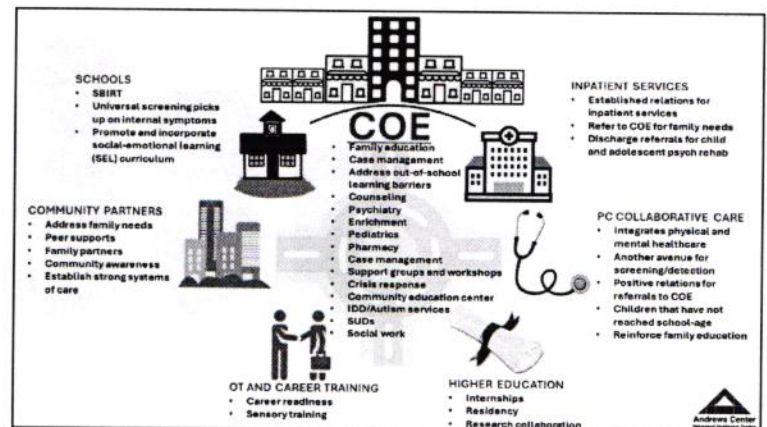 SCHOOLS
• SBIRT
• Universal screening picks
up on internal symptoms
• Promote and incorporate
social-emotional learning
(SEL) curriculum
COMMUNITY PARTNERS
• Address family needs
• Peer supports
• Family partners
• Community awareness
• Establish strong systems
of care
COE
• Family education
• Case management
• Address out-of-school
learning barriers
• Counseling
• Psychiatry
• Enrichment
• Pediatrics
• Pharmacy
• Case management
• Support groups and workshops
• Crisis response
• Community education center
• IDD/Autism services
• SUDs
• Social work
INPATIENT SERVICES
• Established relations for
inpatient services
• Refer to COE for family needs
• Discharge referrals for child
and adolescent psych rehab
PC COLLABORATIVE CARE
• Integrates physical and
mental healthcare
• Another avenue for
screening/detection
• Positive relations for
referrals to COE
• Children that have not
reached school-age
• Reinforce family education
OT AND CAREER TRAINING
• Career readiness
• Sensory training
HIGHER EDUCATION
• Internships
• Residency
• Research collaboration
Andrews Center